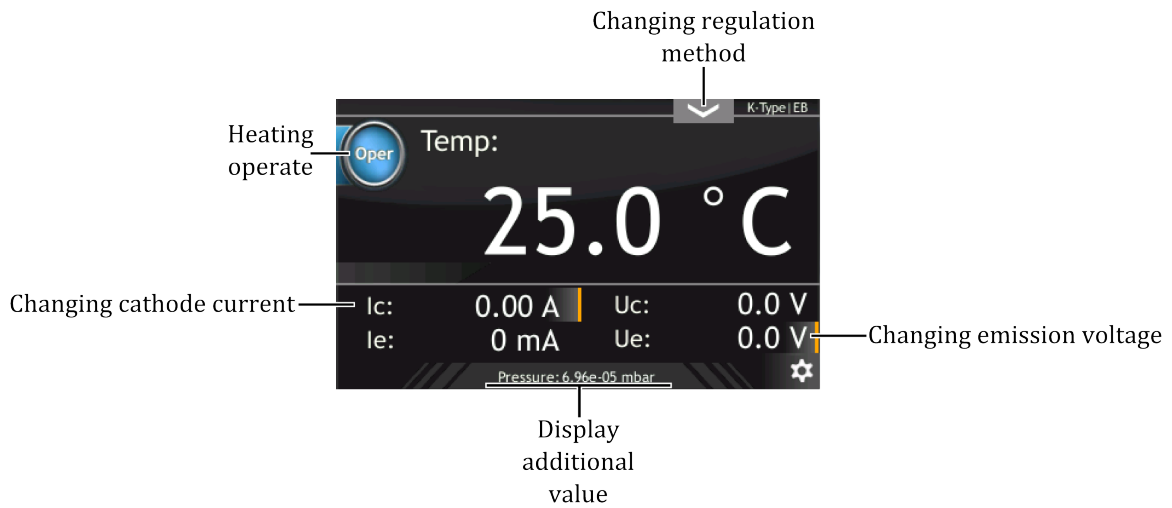 Changing regulation
method
K-Type|EB
Heating
operate
Oper
Temp:
25.0 °C
Changing cathode current
Ic: 0.00 A Uc: 0.0 V
Ie: 0 mA Ue: 0.0 V
Changing emission voltage
Pressure: 6.96e-05 mbar
Display
additional
value